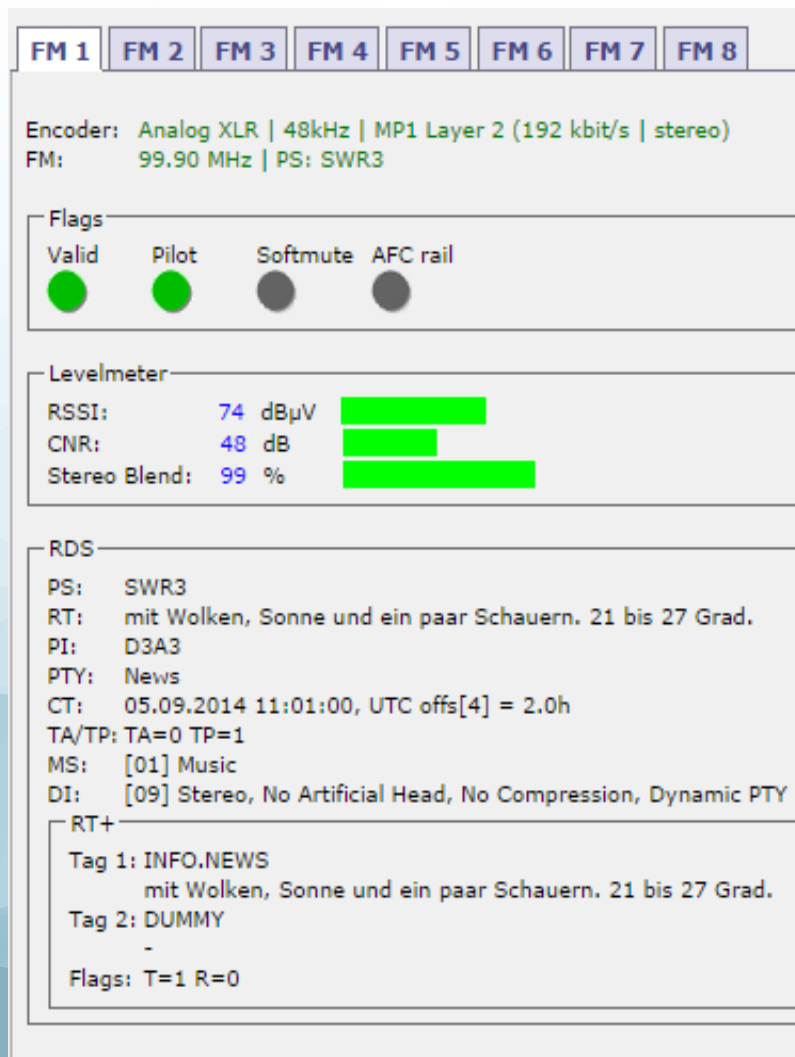 FM 1 FM 2 FM 3 FM 4 FM 5 FM 6 FM 7 FM 8
Encoder: Analog XLR | 48kHz | MP1 Layer 2 (192 kbit/s | stereo)
FM: 99.90 MHz | PS: SWR3
Flags
Valid Pilot Softmute AFC rail
Levelmeter
RSSI: 74 dBµV
CNR: 48 dB
Stereo Blend: 99 %
RDS
PS: SWR3
RT: mit Wolken, Sonne und ein paar Schauern. 21 bis 27 Grad.
PI: D3A3
PTY: News
CT: 05.09.2014 11:01:00, UTC offs[4] = 2.0h
TA/TP: TA=0 TP=1
MS: [01] Music
DI: [09] Stereo, No Artificial Head, No Compression, Dynamic PTY
RT+
Tag 1: INFO.NEWS
mit Wolken, Sonne und ein paar Schauern. 21 bis 27 Grad.
Tag 2: DUMMY
-
Flags: T=1 R=0